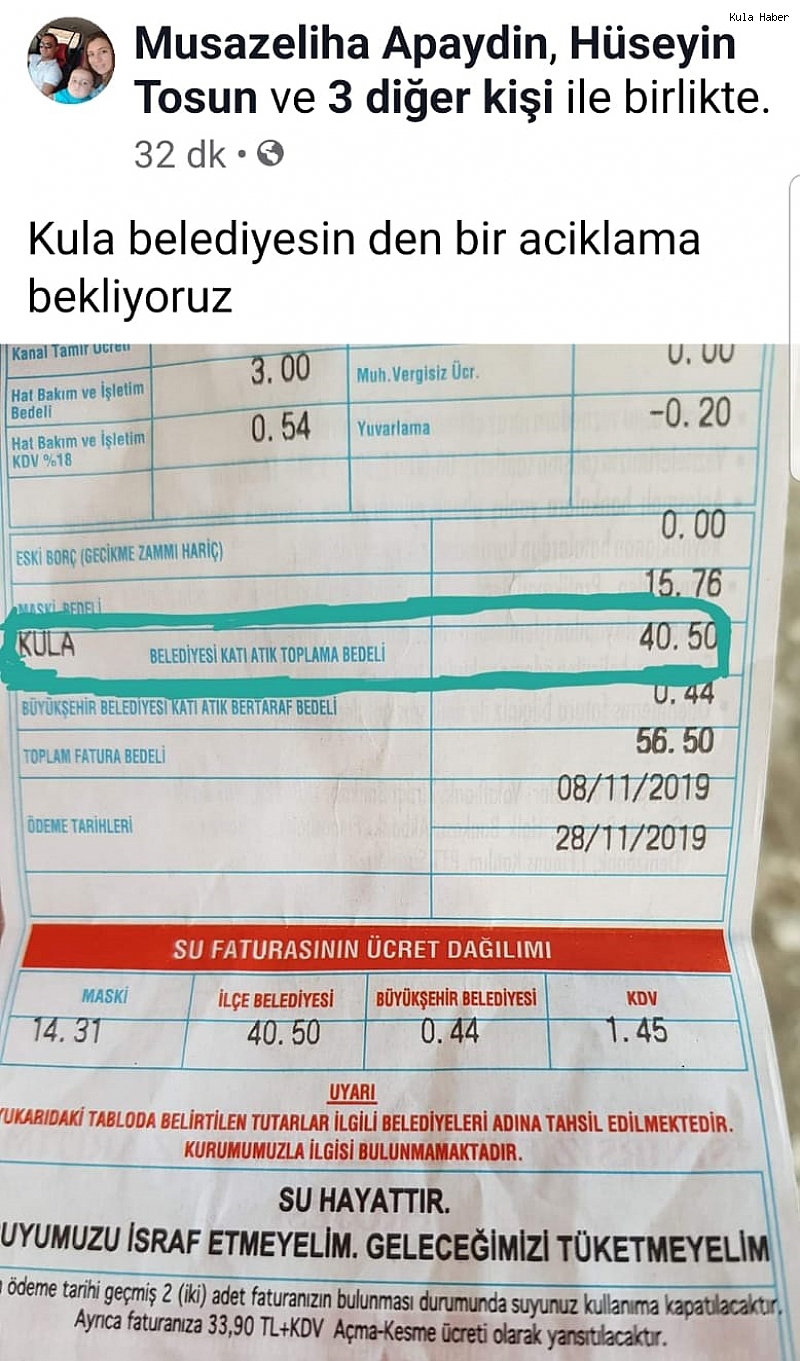 Kula Haber
Musazeliha Apaydin, Hüseyin
Tosun ve 3 diğer kişi ile birlikte.
32 dk •
Kula belediyesin den bir aciklama
bekliyoruz
Kanal Tamir Ücreti 0.00
Hat Bakım ve İşletim
Bedeli 3.00 Muh.Vergisiz Ücr.
Hat Bakım ve İşletim
KDV %18 0.54 Yuvarlama -0.20
ESKİ BORÇ (GECİKME ZAMMI HARİÇ) 0.00
MASKİ BEDELİ 15.76
KULA BELEDİYESİ KATI ATIK TOPLAMA BEDELİ 40.50
BÜYÜKŞEHİR BELEDİYESİ KATI ATIK BERTARAF BEDELİ 0.44
TOPLAM FATURA BEDELİ 56.50
08/11/2019
ÖDEME TARİHLERİ
28/11/2019
SU FATURASININ ÜCRET DAĞILIMI
MASKİ İLÇE BELEDİYESİ BÜYÜKŞEHİR BELEDİYESİ KDV
14.31 40.50 0.44 1.45
UYARI
YUKARIDAKİ TABLODA BELİRTİLEN TUTARLAR İLGİLİ BELEDİYELERİ ADINA TAHSİL EDİLMEKTEDİR.
KURUMUMUZLA İLGİSİ BULUNMAMAKTADIR.
SU HAYATTIR.
UYUMUZU İSRAF ETMEYELİM. GELECEĞİMİZİ TÜKETMEYELİM
ödeme tarihi geçmiş 2 (iki) adet faturanızın bulunması durumunda suyunuz kullanıma kapatılacaktır.
Ayrıca faturanıza 33,90 TL+KDV Açma-Kesme ücreti olarak yansıtılacaktır.